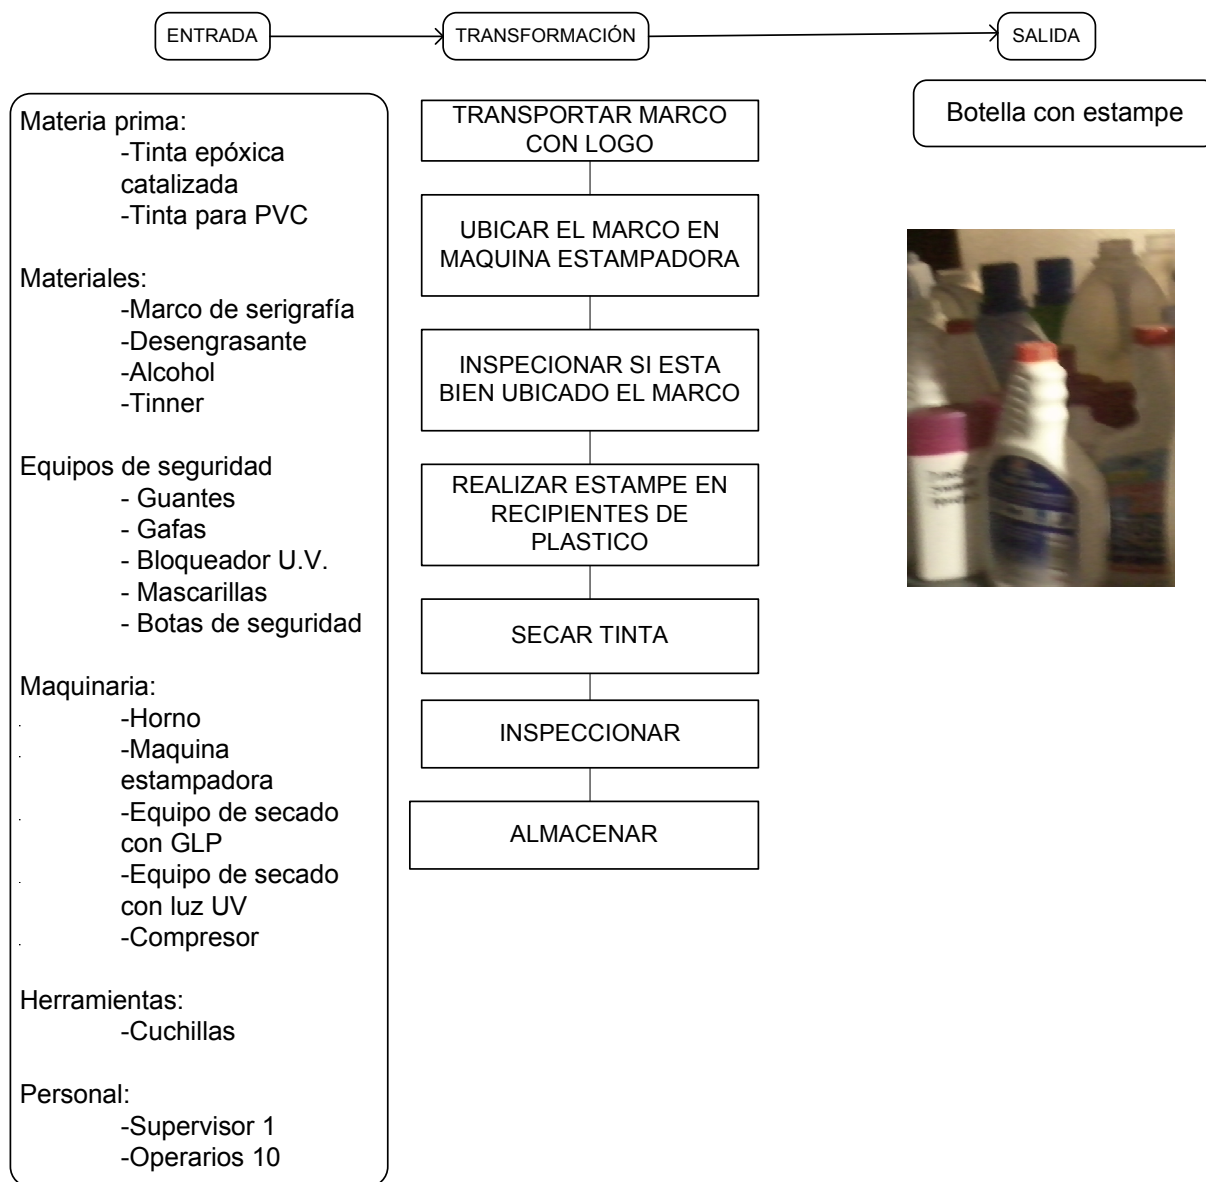 ENTRADA
TRANSFORMACIÓN
SALIDA
Materia prima:
-Tinta epóxica
catalizada
-Tinta para PVC
Materiales:
-Marco de serigrafía
-Desengrasante
-Alcohol
-Tinner
Equipos de seguridad
- Guantes
- Gafas
- Bloqueador U.V.
- Mascarillas
- Botas de seguridad
Maquinaria:
-Horno
-Maquina
estampadora
-Equipo de secado
con GLP
-Equipo de secado
con luz UV
-Compresor
Herramientas:
-Cuchillas
Personal:
-Supervisor 1
-Operarios 10
TRANSPORTAR MARCO
CON LOGO
UBICAR EL MARCO EN
MAQUINA ESTAMPADORA
INSPECIONAR SI ESTA
BIEN UBICADO EL MARCO
REALIZAR ESTAMPE EN
RECIPIENTES DE
PLASTICO
SECAR TINTA
INSPECCIONAR
ALMACENAR
Botella con estampe